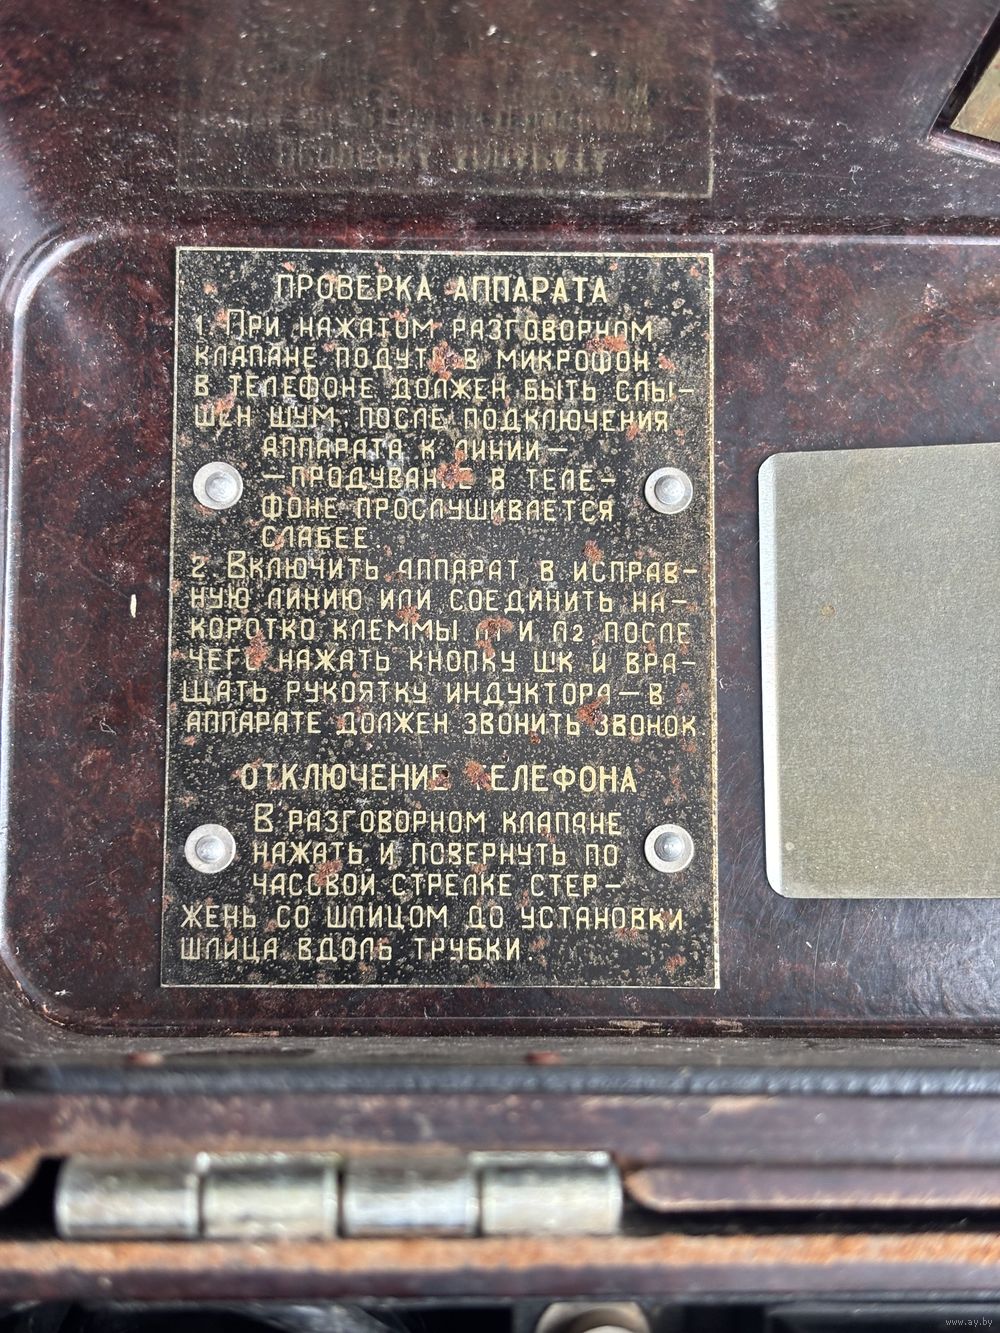 ПРОВЕРКА АППАРАТА
1. ПРИ НАЖАТОМ РАЗГОВОРНОМ
КЛАПАНЕ ПОДУТЬ В МИКРОФОН.
В ТЕЛЕФОНЕ ДОЛЖЕН БЫТЬ СЛЫ-
ШЕН ШУМ. ПОСЛЕ ПОДКЛЮЧЕНИЯ
АППАРАТА К ЛИНИИ —
— ПРОДУВАНИЕ В ТЕЛЕ-
ФОНЕ ПРОСЛУШИВАЕТСЯ
СЛАБЕЕ
2. ВКЛЮЧИТЬ АППАРАТ В ИСПРАВ-
НУЮ ЛИНИЮ ИЛИ СОЕДИНИТЬ НА-
КОРОТКО КЛЕММЫ Л1 И Л2, ПОСЛЕ
ЧЕГО НАЖАТЬ КНОПКУ ШК И ВРА-
ЩАТЬ РУКОЯТКУ ИНДУКТОРА — В
АППАРАТЕ ДОЛЖЕН ЗВОНИТЬ ЗВОНОК
ОТКЛЮЧЕНИЕ ТЕЛЕФОНА
В РАЗГОВОРНОМ КЛАПАНЕ
НАЖАТЬ И ПОВЕРНУТЬ ПО
ЧАСОВОЙ СТРЕЛКЕ СТЕР-
ЖЕНЬ СО ШЛИЦОМ ДО УСТАНОВКИ
ШЛИЦА ВДОЛЬ ТРУБКИ.
www.ay.by